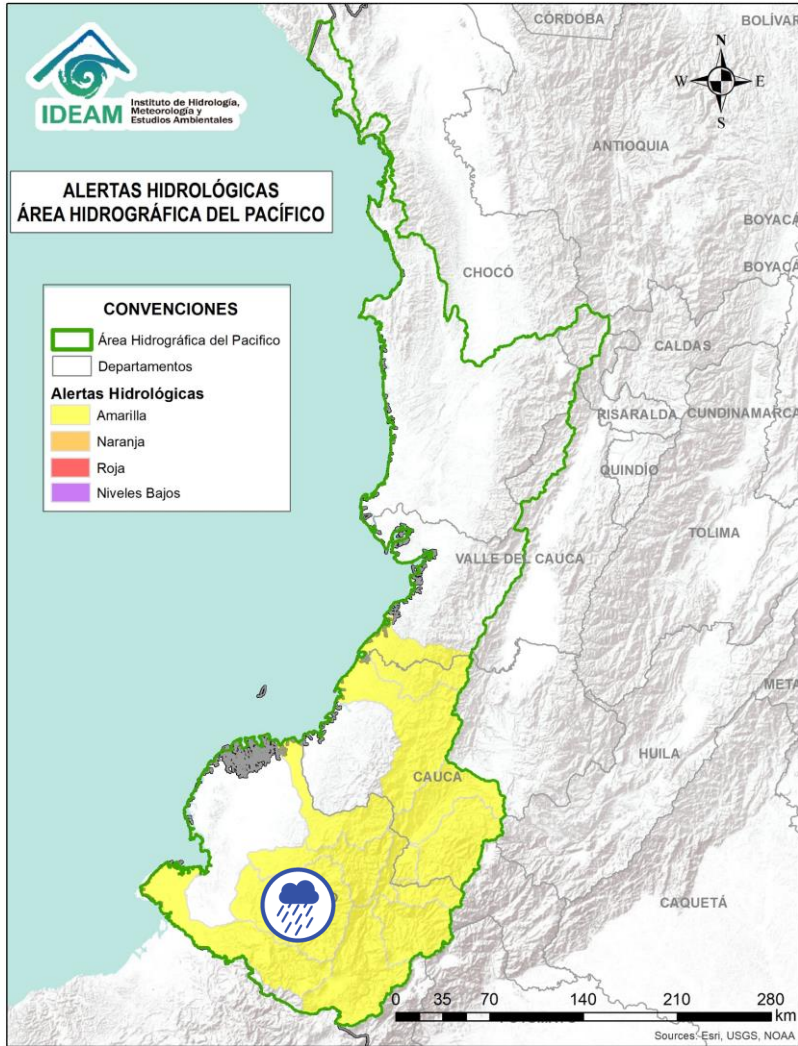 IDEAM
Instituto de Hidrología,
Meteorología y
Estudios Ambientales
ALERTAS HIDROLÓGICAS
ÁREA HIDROGRÁFICA DEL PACÍFICO
CONVENCIONES
Área Hidrográfica del Pacífico
Departamentos
Alertas Hidrológicas
Amarilla
Naranja
Roja
Niveles Bajos
N
W E
S
CÓRDOBA
BOLÍVAR
ANTIOQUIA
BOYACÁ
CHOCÓ
BOYACÁ
CALDAS
RISARALDA
CUNDINAMARCA
QUINDÍO
TOLIMA
VALLE DEL CAUCA
META
HUILA
CAUCA
CAQUETÁ
0 35 70 140 210 280
km
Sources: Esri, USGS, NOAA